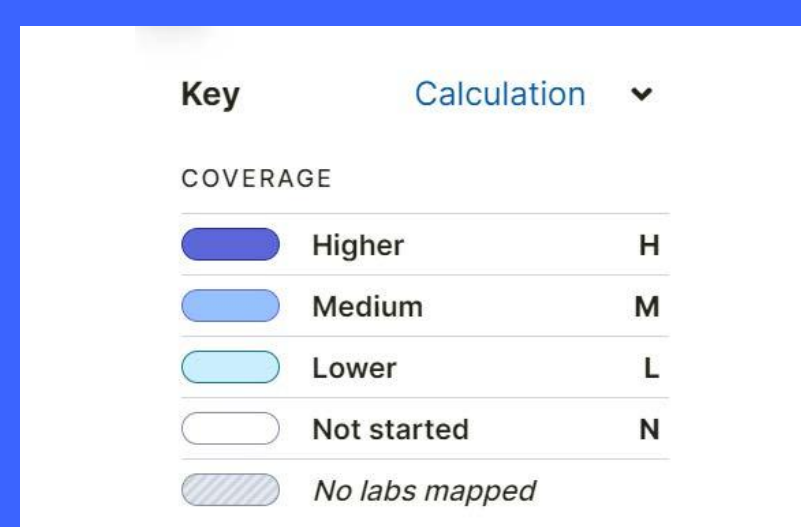 Key Calculation
COVERAGE
Higher H
Medium M
Lower L
Not started N
No labs mapped